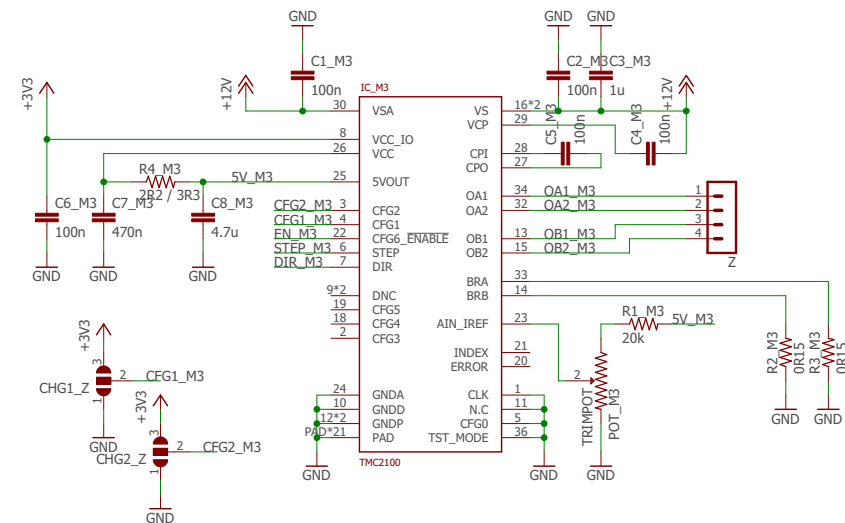 GND
GND
GND
C1_M3
100n
C2_M3
100n
C3_M3
1u
+3V3
+12V
+12V
IC_M3
30
VSA
VS
16*2
VCP
29
C5_M3
100n
C4_M3
100n
8
VCC_IO
26
VCC
CPI
28
CPO
27
R4_M3
2R2 / 3R3
5V_M3
25
5VOUT
OA1
34
OA1_M3
1
OA2
32
OA2_M3
2
C6_M3
100n
C7_M3
470n
C8_M3
4.7u
CFG2_M3
3
CFG2
CFG1_M3
4
CFG1
3
EN_M3
22
CFG6_ENABLE
OB1
13
OB1_M3
4
STEP_M3
6
STEP
OB2
15
OB2_M3
Z
DIR_M3
7
DIR
GND
GND
GND
BRA
33
9*2
DNC
BRB
14
19
CFG5
18
CFG4
AIN_IREF
23
R1_M3
20k
5V_M3
2
CFG3
INDEX
21
ERROR
20
R2_M3
0R15
R3_M3
0R15
+3V3
3
CHG1_Z
2
CFG1_M3
1
2
TRIMPOT
POT_M3
+3V3
24
GNDA
CLK
1
10
GNDD
N.C
11
12*2
GNDP
CFG0
5
PAD*21
PAD
TST_MODE
36
GND
GND
GND
3
CHG2_Z
2
CFG2_M3
1
TMC2100
GND
GND
GND
GND